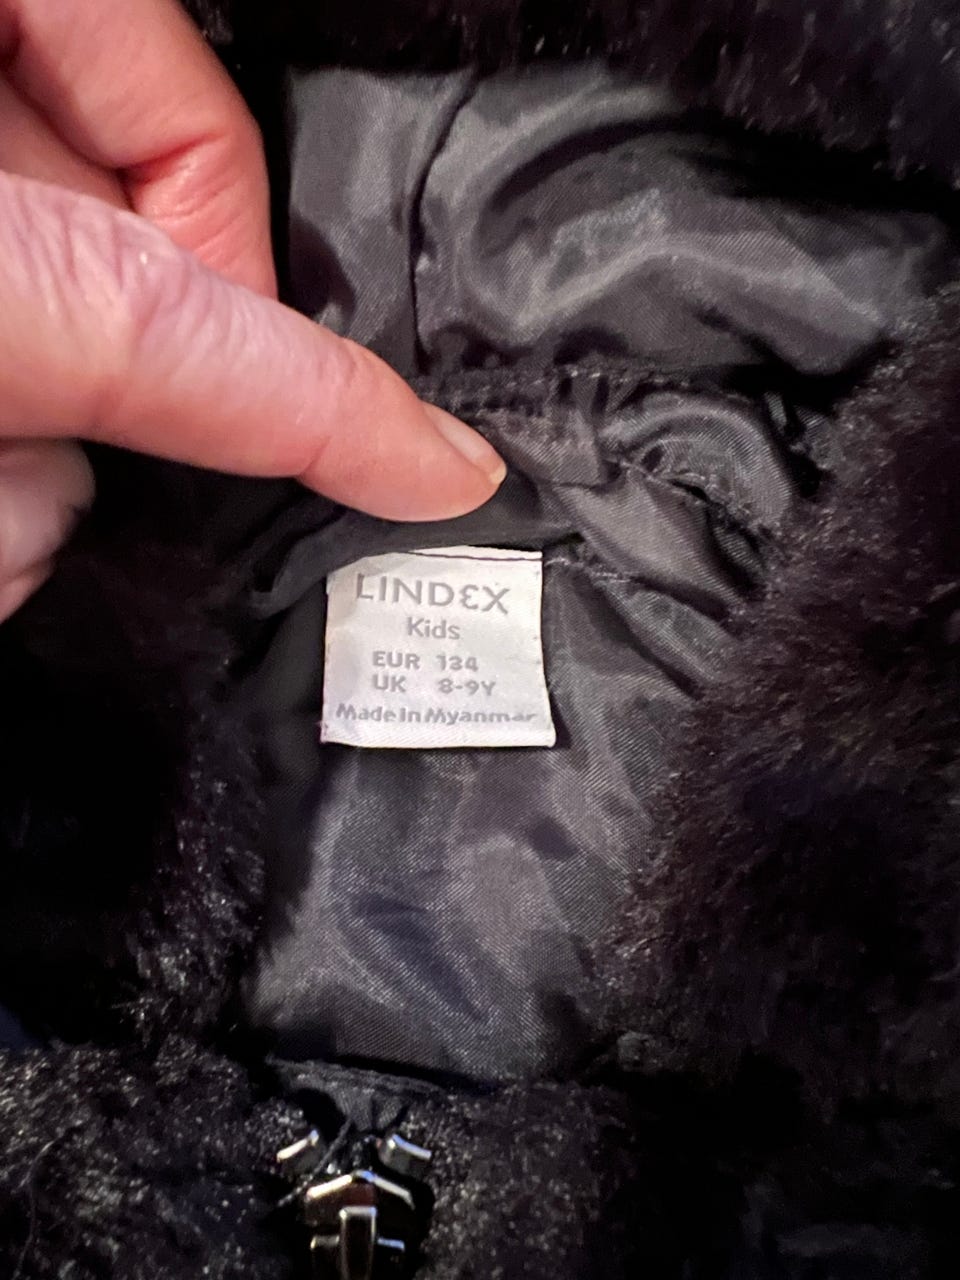 LINDEX
Kids
EUR 134
UK 8-9Y
Made in Myanmar